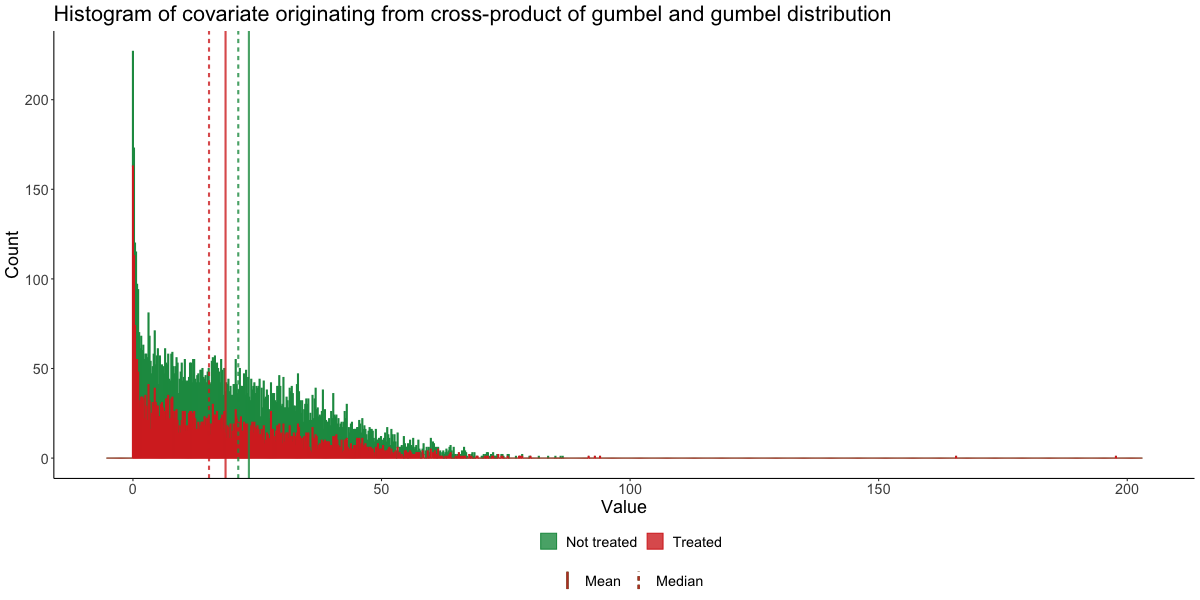 Histogram of covariate originating from cross-product of gumbel and gumbel distribution
Count
200
150
100
50
0
0 50 100 150 200
Value
Not treated Treated
Mean Median